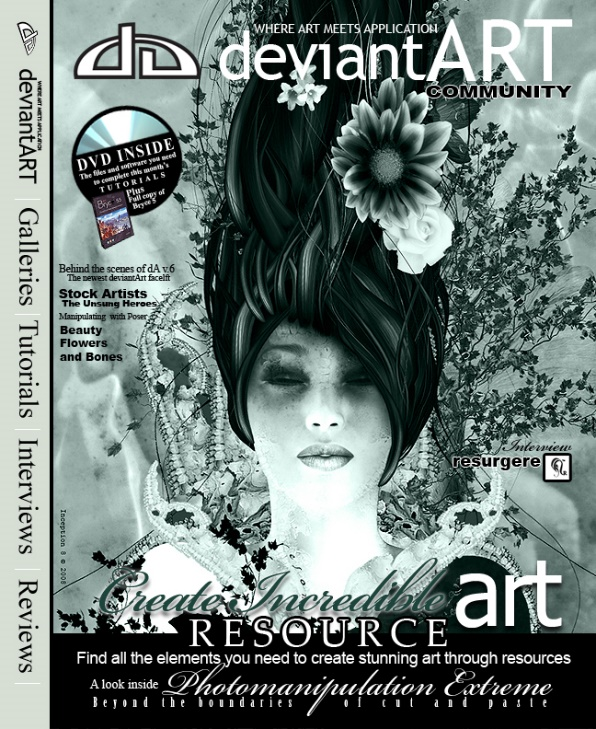 WHERE ART MEETS APPLICATION
deviantART
Galleries
Tutorials
Interviews
Reviews
WHERE ART MEETS APPLICATION
deviantART
COMMUNITY
DVD INSIDE
The files and software you need
to complete this month's
TUTORIALS
Plus
Full copy of
Bryce 5
Bryce 5
Behind the scenes of dA v.6
The newest deviantArt facelift
Stock Artists
The Unsung Heroes
Manipulating with Poser
Beauty
Flowers
and Bones
Interview
resurgere
Inception 8 © 2008
Create Incredible art
RESOURCE
Find all the elements you need to create stunning art through resources
A look inside Photomanipulation Extreme
Beyond the boundaries of cut and paste